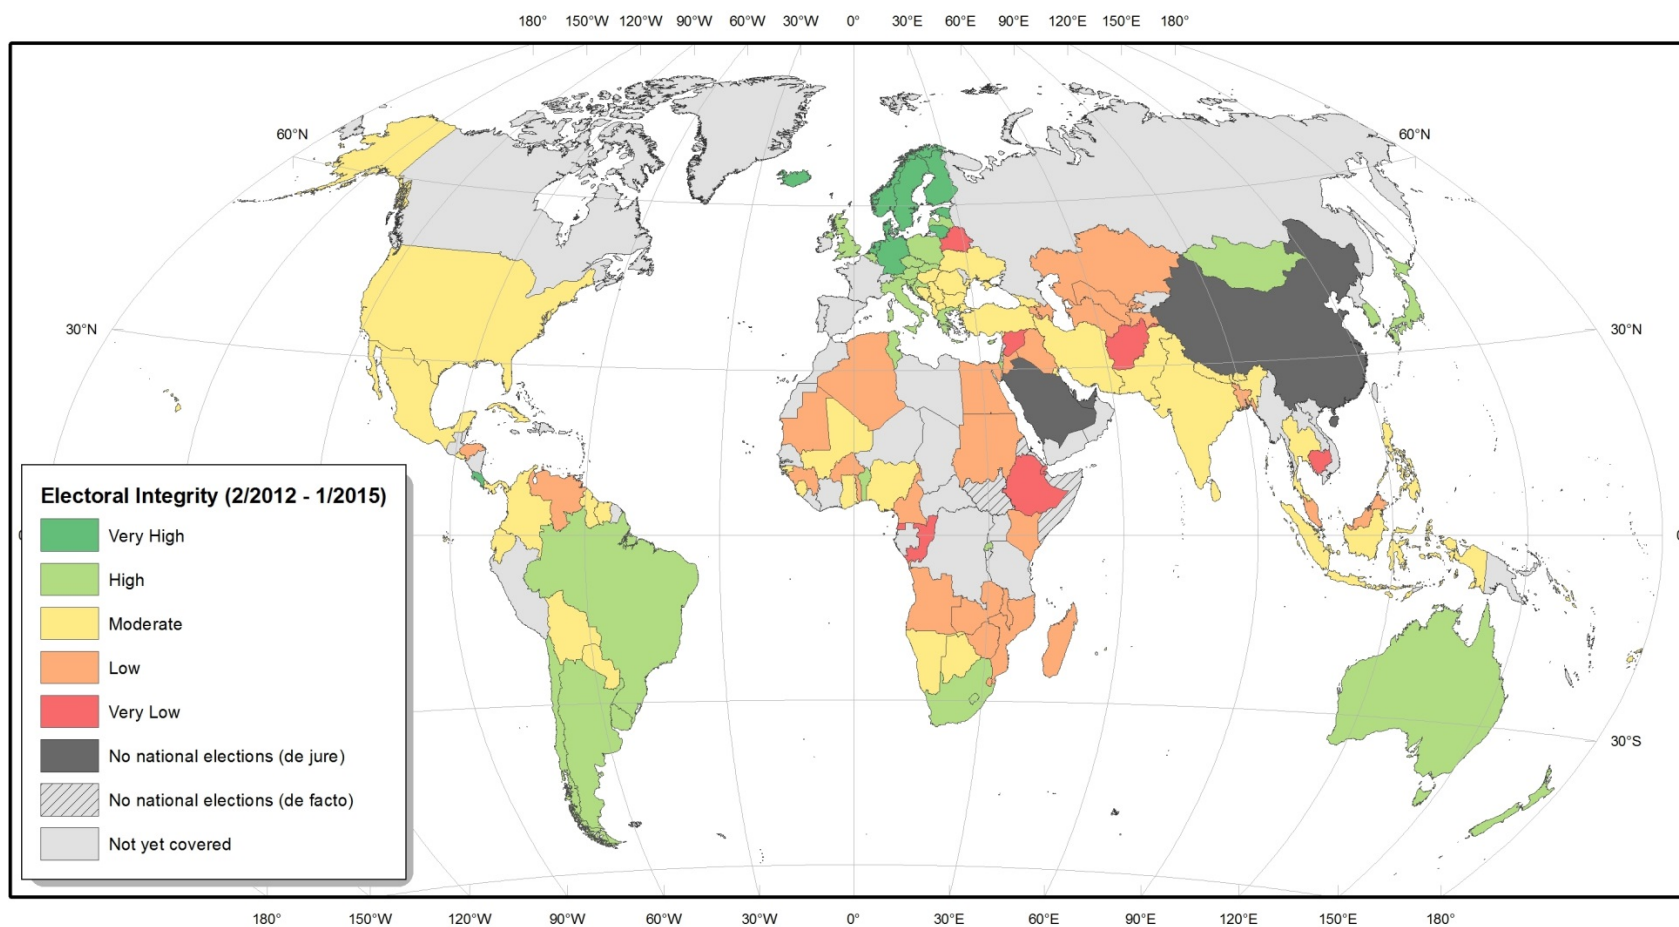 180° 150°W 120°W 90°W 60°W 30°W 0° 30°E 60°E 90°E 120°E 150°E 180°
60°N 60°N
30°N 30°N
Electoral Integrity (2/2012 - 1/2015)
Very High
High
Moderate
Low
Very Low
No national elections (de jure)
No national elections (de facto)
Not yet covered
30°S
180° 150°W 120°W 90°W 60°W 30°W 0° 30°E 60°E 90°E 120°E 150°E 180°